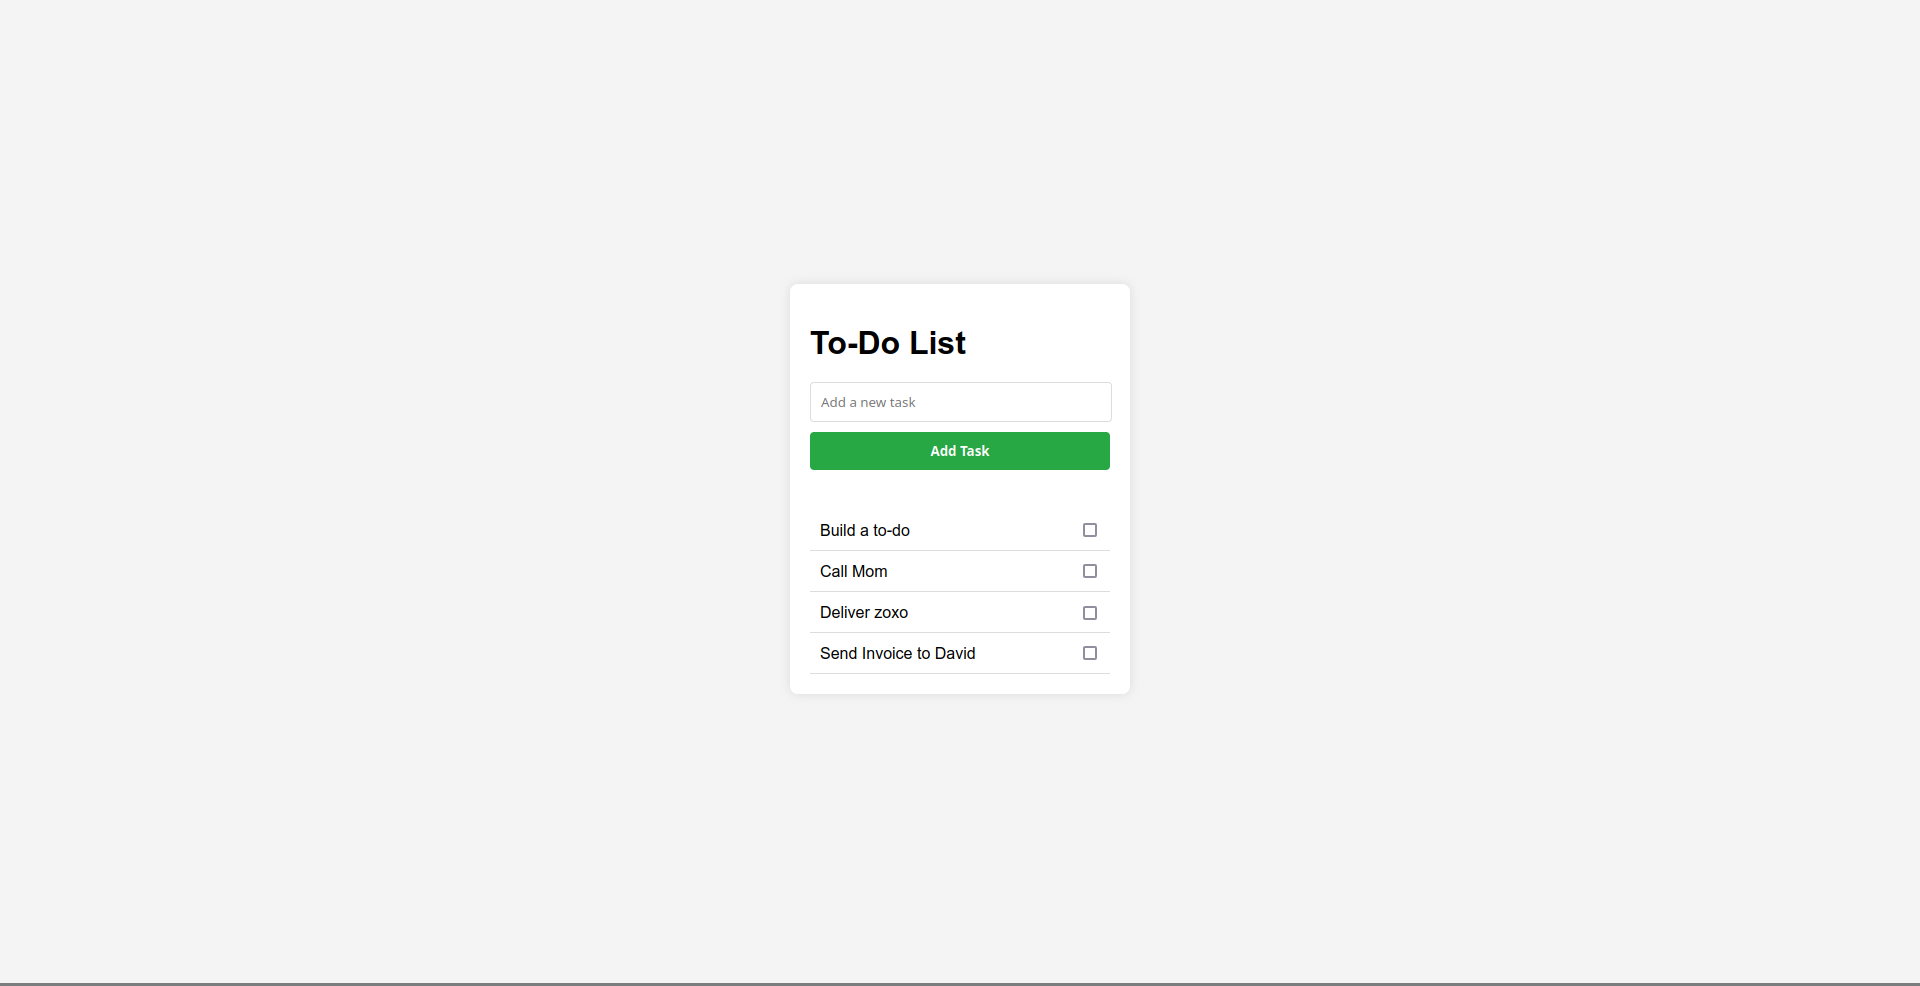 To-Do List
Add a new task
Add Task
Build a to-do
Call Mom
Deliver zoxo
Send Invoice to David